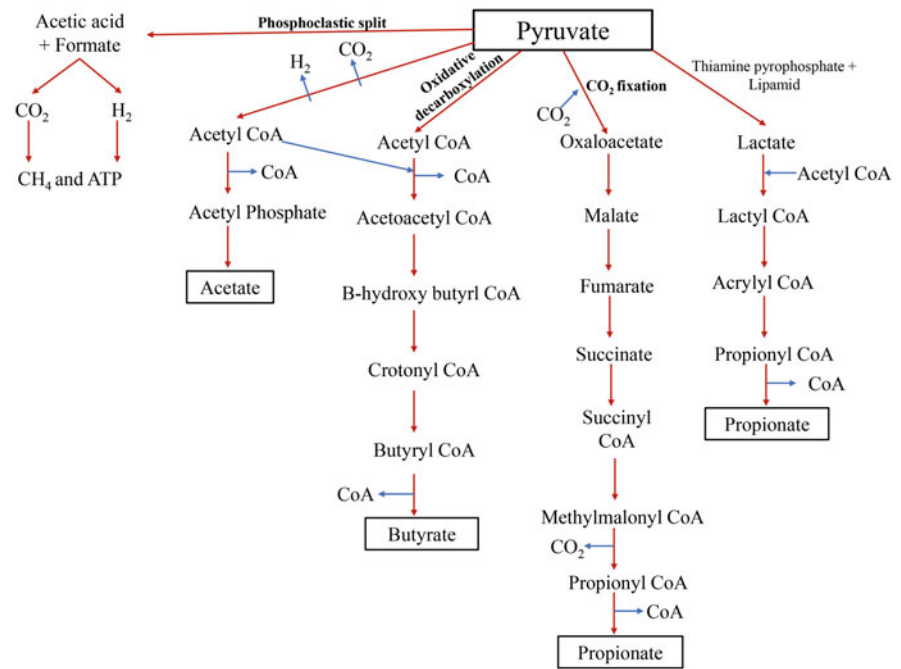 Phosphoclastic split
Pyruvate
Acetic acid
+ Formate
CO2
H2
CH4 and ATP
H2
CO2
Acetyl CoA
CoA
Acetyl Phosphate
Acetate
Oxidative
decarboxylation
Acetyl CoA
CoA
Acetoacetyl CoA
B-hydroxy butyrl CoA
Crotonyl CoA
Butyryl CoA
CoA
Butyrate
CO2 fixation
CO2
Oxaloacetate
Malate
Fumarate
Succinate
Succinyl
CoA
Methylmalonyl CoA
CO2
Propionyl CoA
CoA
Propionate
Thiamine pyrophosphate +
Lipamid
Lactate
Acetyl CoA
Lactyl CoA
Acrylyl CoA
Propionyl CoA
CoA
Propionate